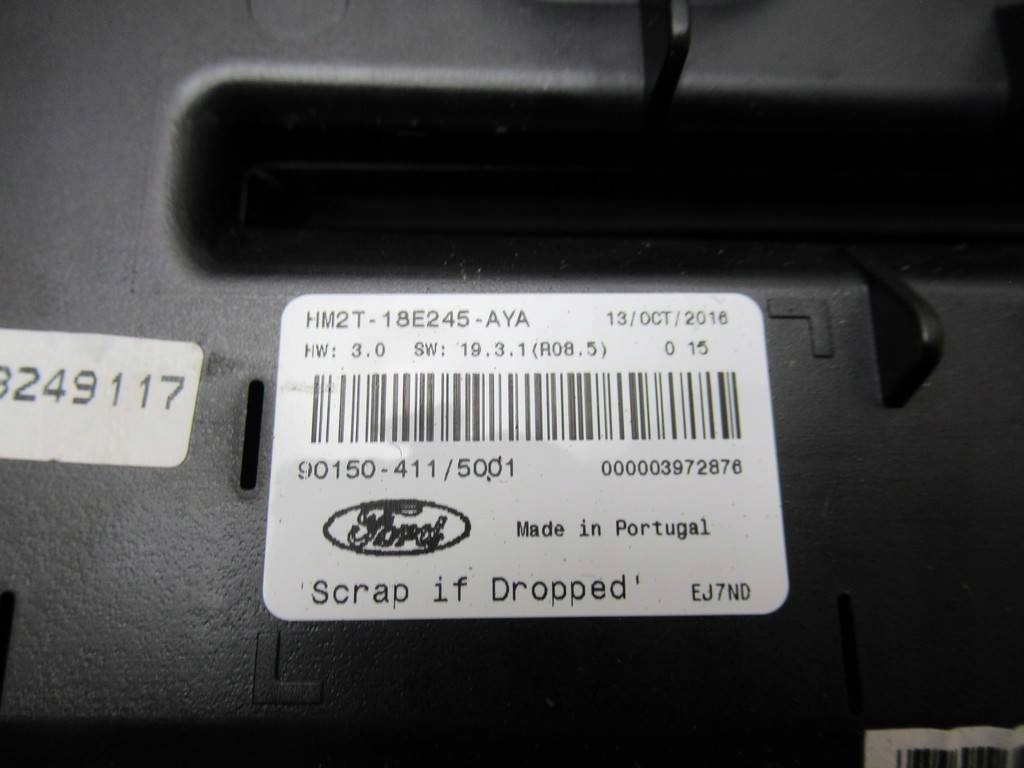 HM2T-18E245-AYA 13/OCT/2016
HW: 3.0 SW: 19.3.1(R08.5) 0 15
3249117
90150-411/5001 000003972876
Ford Made in Portugal
'Scrap if Dropped' EJ7ND